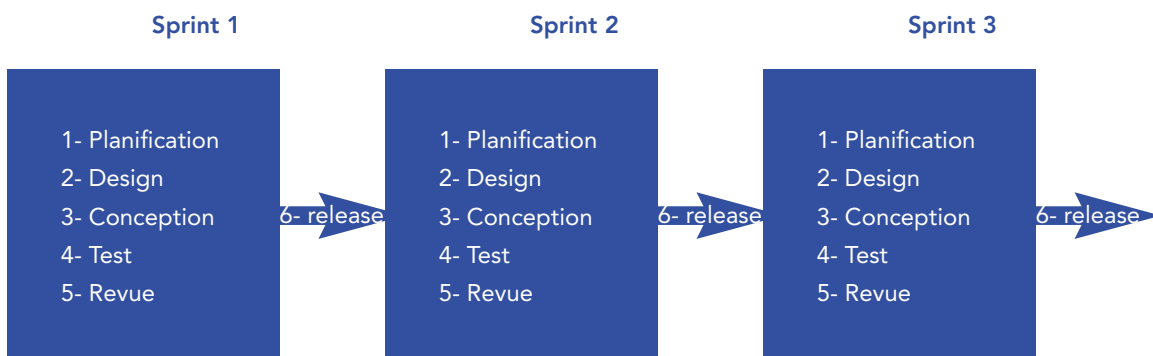 Sprint 1
1- Planification
2- Design
3- Conception
4- Test
5- Revue
6- release
Sprint 2
1- Planification
2- Design
3- Conception
4- Test
5- Revue
6- release
Sprint 3
1- Planification
2- Design
3- Conception
4- Test
5- Revue
6- release